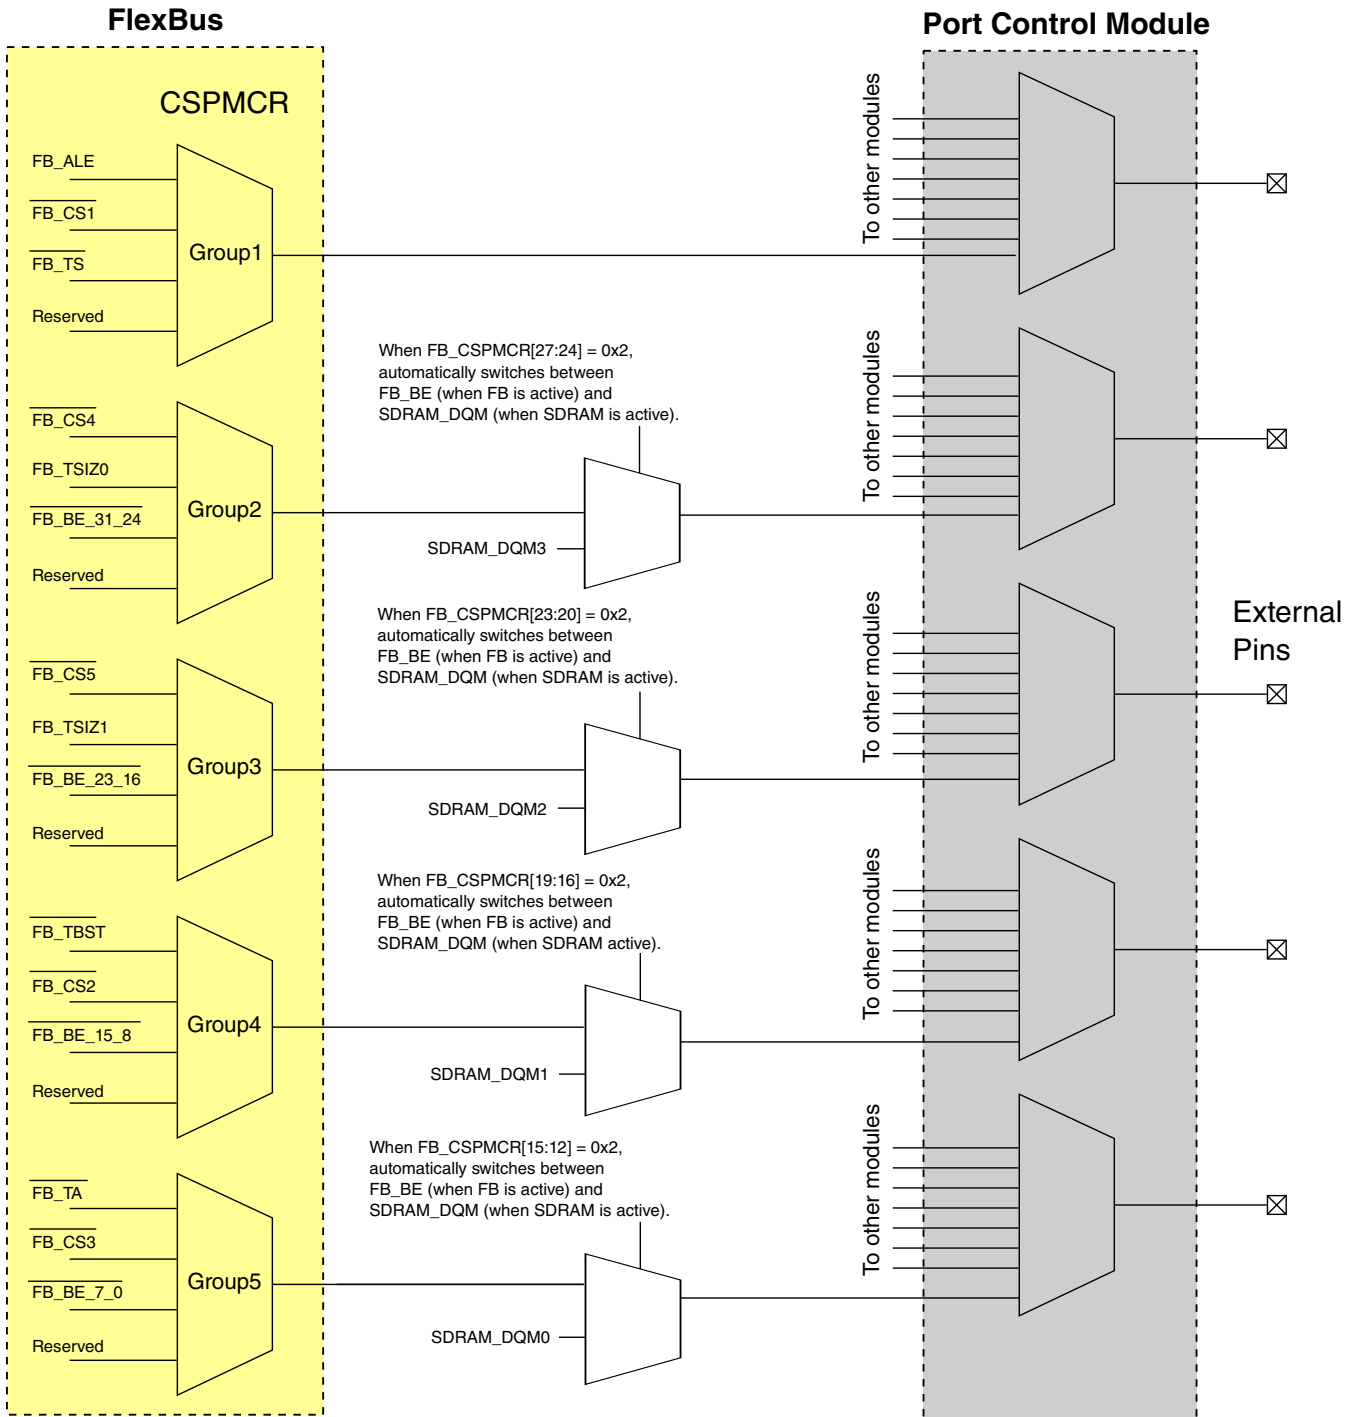 FlexBus
Port Control Module
CSPMCR
FB_ALE
FB_CS1
FB_TS
Reserved
Group1
To other modules
When FB_CSPMCR[27:24] = 0x2,
automatically switches between
FB_BE (when FB is active) and
SDRAM_DQM (when SDRAM is active).
FB_CS4
FB_TSIZ0
FB_BE_31_24
Reserved
Group2
SDRAM_DQM3
To other modules
When FB_CSPMCR[23:20] = 0x2,
automatically switches between
FB_BE (when FB is active) and
SDRAM_DQM (when SDRAM is active).
FB_CS5
FB_TSIZ1
FB_BE_23_16
Reserved
Group3
SDRAM_DQM2
To other modules
External
Pins
When FB_CSPMCR[19:16] = 0x2,
automatically switches between
FB_BE (when FB is active) and
SDRAM_DQM (when SDRAM active).
FB_TBST
FB_CS2
FB_BE_15_8
Reserved
Group4
SDRAM_DQM1
To other modules
When FB_CSPMCR[15:12] = 0x2,
automatically switches between
FB_BE (when FB is active) and
SDRAM_DQM (when SDRAM is active).
FB_TA
FB_CS3
FB_BE_7_0
Reserved
Group5
SDRAM_DQM0
To other modules